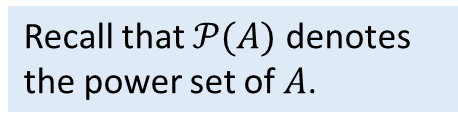 Recall that 𝒫(𝐴) denotes
the power set of 𝐴.